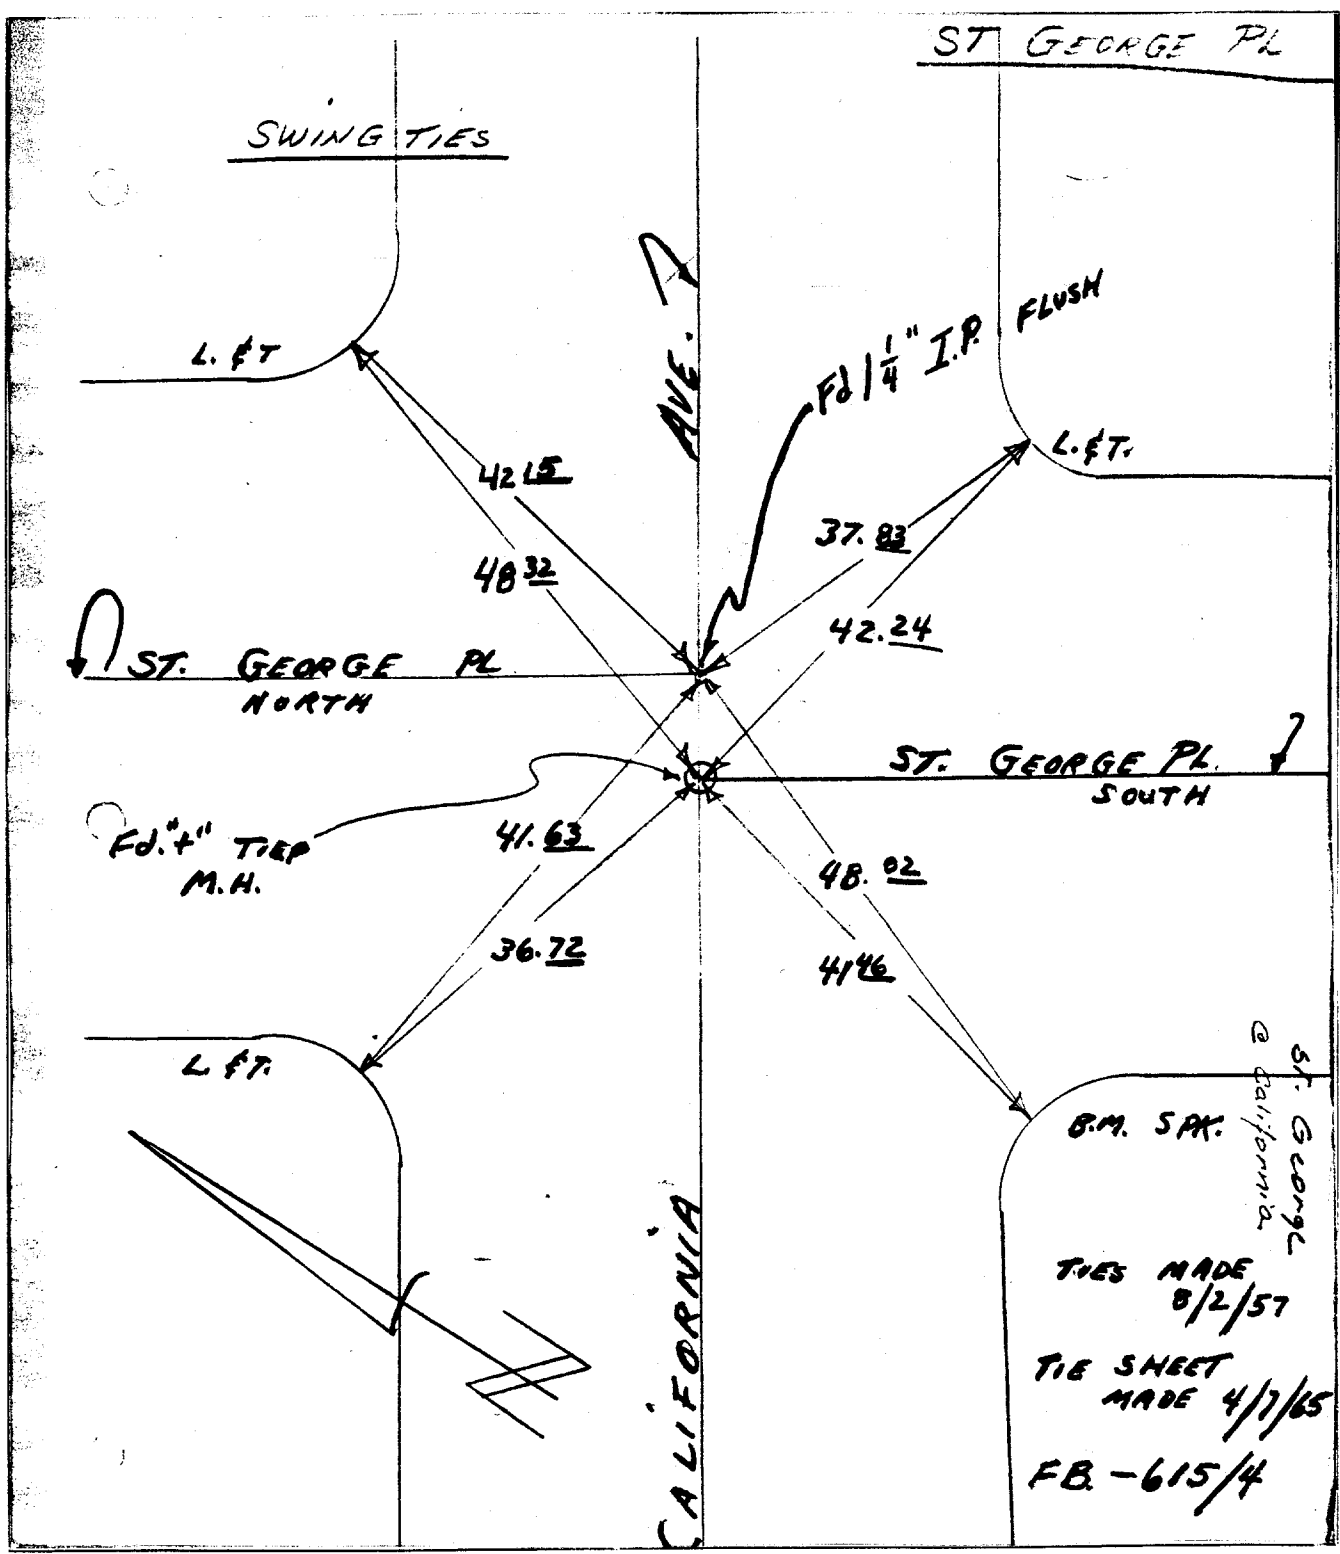 ST GEORGE PL
SWING TIES
AVE.
Fd 1 1/4" I.P. FLUSH
L. & T
L. & T.
42 15
37. 83
48 32
42. 24
ST. GEORGE PL
NORTH
ST. GEORGE PL.
SOUTH
Fd. "+" TIED
M.H.
41. 63
48. 02
36. 72
41 46
L & T.
B.M. SPK.
ST. George
@ California
CALIFORNIA
TIES MADE
8/2/57
TIE SHEET
MADE 4/7/65
FB. - 615/4